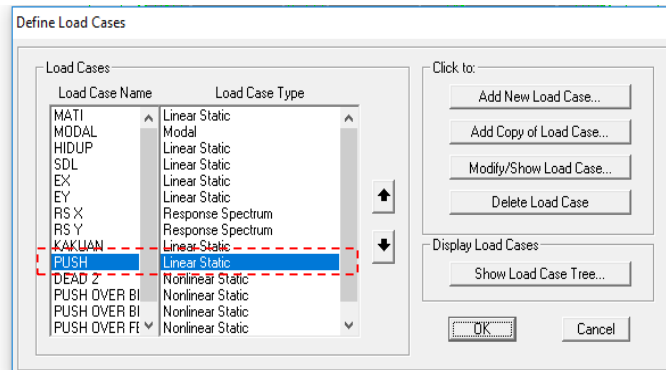 Define Load Cases
Load Cases
Load Case Name Load Case Type
MATI Linear Static
MODAL Modal
HIDUP Linear Static
SDL Linear Static
EX Linear Static
EY Linear Static
RS X Response Spectrum
RS Y Response Spectrum
KAKUAN Linear Static
PUSH Linear Static
DEAD 2 Nonlinear Static
PUSH OVER BI Nonlinear Static
PUSH OVER BI Nonlinear Static
PUSH OVER FE Nonlinear Static
Click to:
Add New Load Case...
Add Copy of Load Case...
Modify/Show Load Case...
Delete Load Case
Display Load Cases
Show Load Case Tree...
OK Cancel